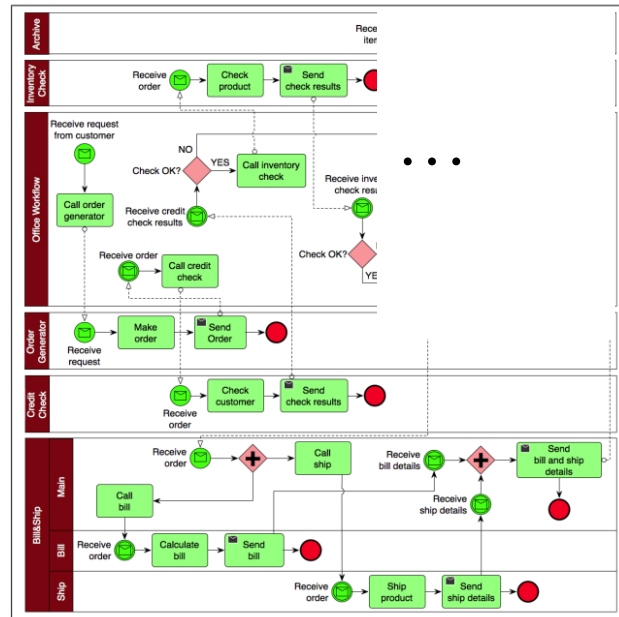 Archive
Rece
iten
Inventory
Check
Receive
order
Check
product
Send
check results
Office Workflow
Receive request
from customer
Call order
generator
NO
Check OK?
YES
Call inventory
check
Receive credit
check results
Receive inve
check resu
Check OK?
YE
Receive order
Call credit
check
• • •
Order
Generator
Receive
request
Make
order
Send
Order
Credit
Check
Receive
order
Check
customer
Send
check results
Bill&Ship
Main
Receive
order
Call
ship
Receive
bill details
Send
bill and ship
details
Call
bill
Receive
ship details
Bill
Receive
order
Calculate
bill
Send
bill
Ship
Receive
order
Ship
product
Send
ship details